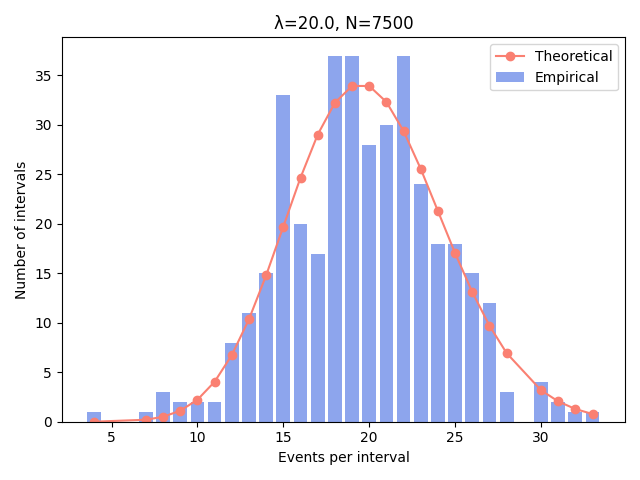 λ=20.0, N=7500
Theoretical
Empirical
Number of intervals
35
30
25
20
15
10
5
0
5
10
15
20
25
30
Events per interval